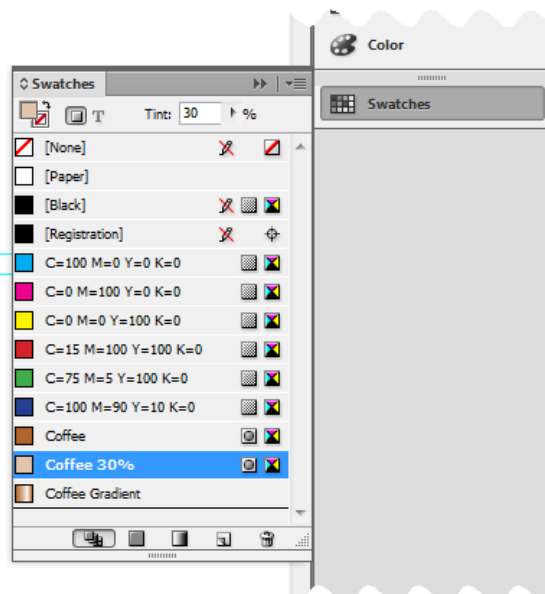 Color
Swatches
Swatches
T Tint: 30 %
[None]
[Paper]
[Black]
[Registration]
C=100 M=0 Y=0 K=0
C=0 M=100 Y=0 K=0
C=0 M=0 Y=100 K=0
C=15 M=100 Y=100 K=0
C=75 M=5 Y=100 K=0
C=100 M=90 Y=10 K=0
Coffee
Coffee 30%
Coffee Gradient